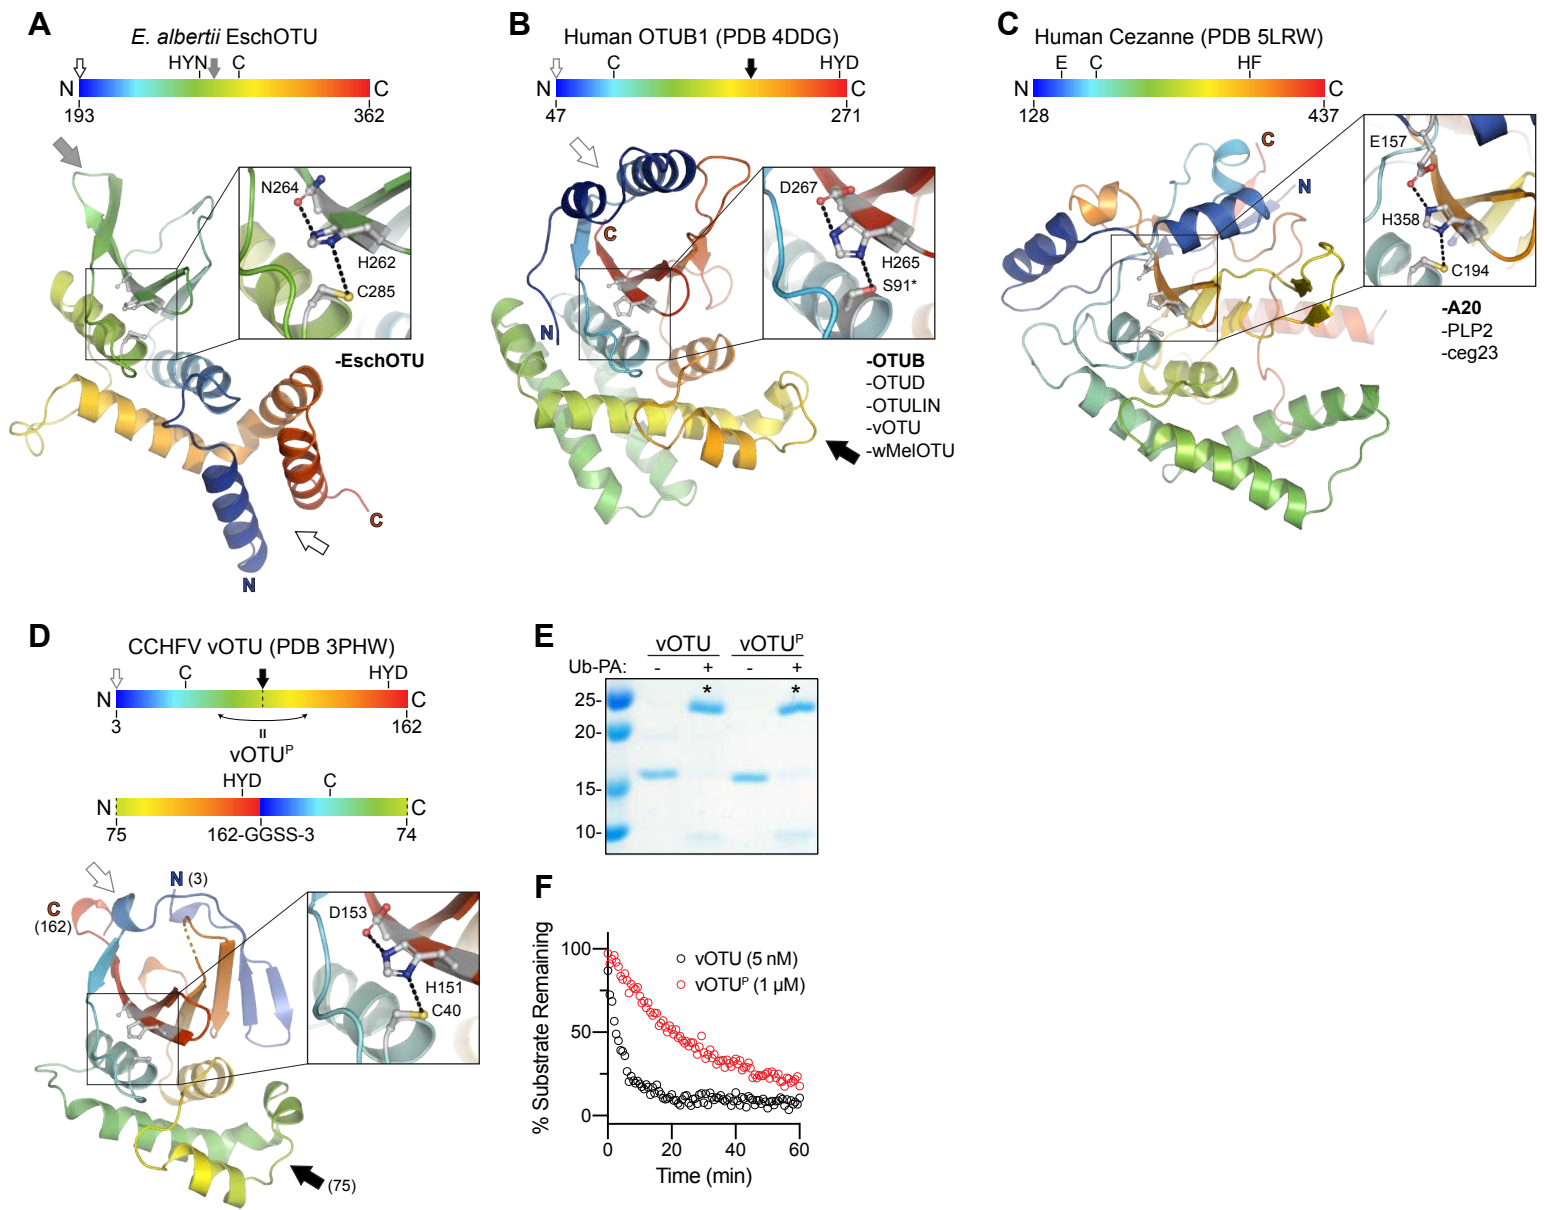 A
E. albertii EschOTU
HYN C
N C
193 362
N264
H262
C285
-EschOTU
C
N
B
Human OTUB1 (PDB 4DDG)
C HYD
N C
47 271
D267
H265
S91*
C
N
-OTUB
-OTUD
-OTULIN
-vOTU
-wMelOTU
C
Human Cezanne (PDB 5LRW)
E C HF
N C
128 437
C
N
E157
H358
C194
-A20
-PLP2
-ceg23
D
CCHFV vOTU (PDB 3PHW)
C HYD
N C
3 162
=
vOTUᴾ
HYD C
N C
75 162-GGSS-3 74
N (3)
C
(162)
D153
H151
C40
(75)
E
vOTU vOTUᴾ
Ub-PA: - + - +
* *
25-
20-
15-
10-
F
% Substrate Remaining
100
50
0
vOTU (5 nM)
vOTUᴾ (1 µM)
0 20 40 60
Time (min)